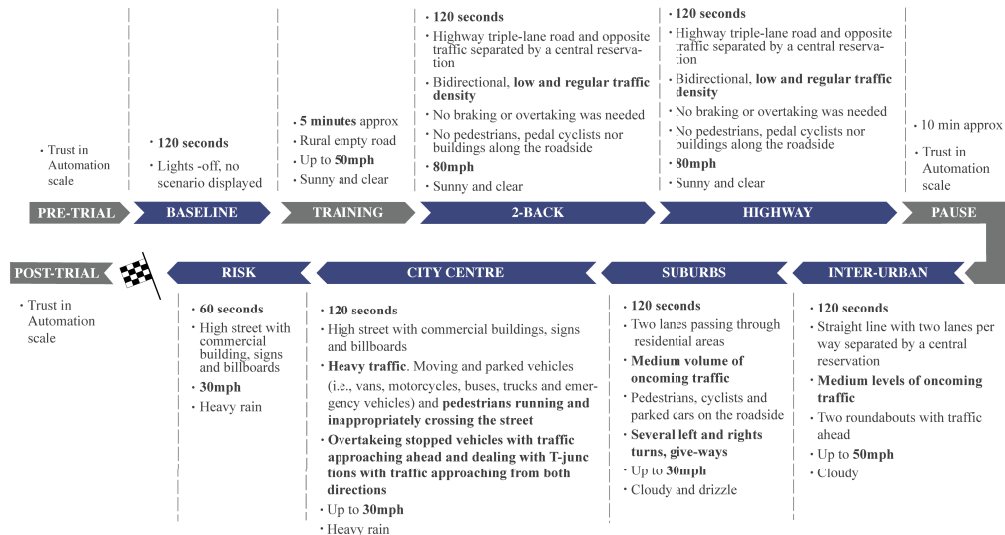 • Trust in
Automation
scale
PRE-TRIAL
• 120 seconds
• Lights -off, no
scenario displayed
BASELINE
• 5 minutes approx
• Rural empty road
• Up to 50mph
• Sunny and clear
TRAINING
• 120 seconds
• Highway triple-lane road and opposite
traffic separated by a central reserva-
tion
• Bidirectional, low and regular traffic
density
• No braking or overtaking was needed
• No pedestrians, pedal cyclists nor
buildings along the roadside
• 80mph
• Sunny and clear
2-BACK
• 120 seconds
• Highway triple-lane road and opposite
traffic separated by a central reserva-
tion
• Bidirectional, low and regular traffic
density
• No braking or overtaking was needed
• No pedestrians, pedal cyclists nor
buildings along the roadside
• 80mph
• Sunny and clear
HIGHWAY
• 10 min approx
• Trust in
Automation
scale
PAUSE
POST-TRIAL
• Trust in
Automation
scale
RISK
• 60 seconds
• High street with
commercial
building, signs
and billboards
• 30mph
• Heavy rain
CITY CENTRE
• 120 seconds
• High street with commercial buildings, signs
and billboards
• Heavy traffic. Moving and parked vehicles
(i.e., vans, motorcycles, buses, trucks and emer-
gency vehicles) and pedestrians running and
inappropriately crossing the street
• Overtakeing stopped vehicles with traffic
approaching ahead and dealing with T-junc
tions with traffic approaching from both
directions
• Up to 30mph
• Heavy rain
SUBURBS
• 120 seconds
• Two lanes passing through
residential areas
• Medium volume of
oncoming traffic
• Pedestrians, cyclists and
parked cars on the roadside
• Several left and rights
turns, give-ways
• Up to 30mph
• Cloudy and drizzle
INTER-URBAN
• 120 seconds
• Straight line with two lanes per
way separated by a central
reservation
• Medium levels of oncoming
traffic
• Two roundabouts with traffic
ahead
• Up to 50mph
• Cloudy